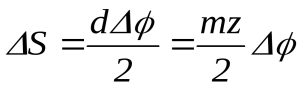 ΔS = dΔϕ/2 = mz/2 Δϕ